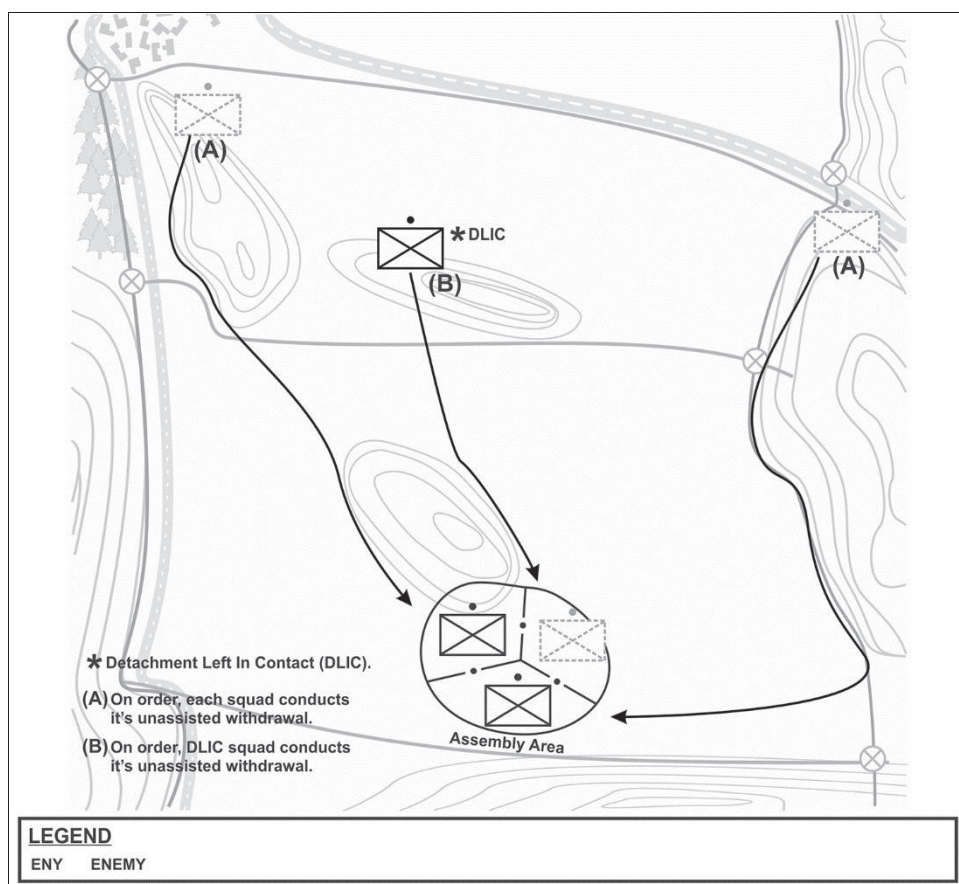 (A)
* DLIC
(B)
(A)
* Detachment Left In Contact (DLIC).
(A) On order, each squad conducts
it's unassisted withdrawal.
(B) On order, DLIC squad conducts
it's unassisted withdrawal.
Assembly Area
LEGEND
ENY ENEMY